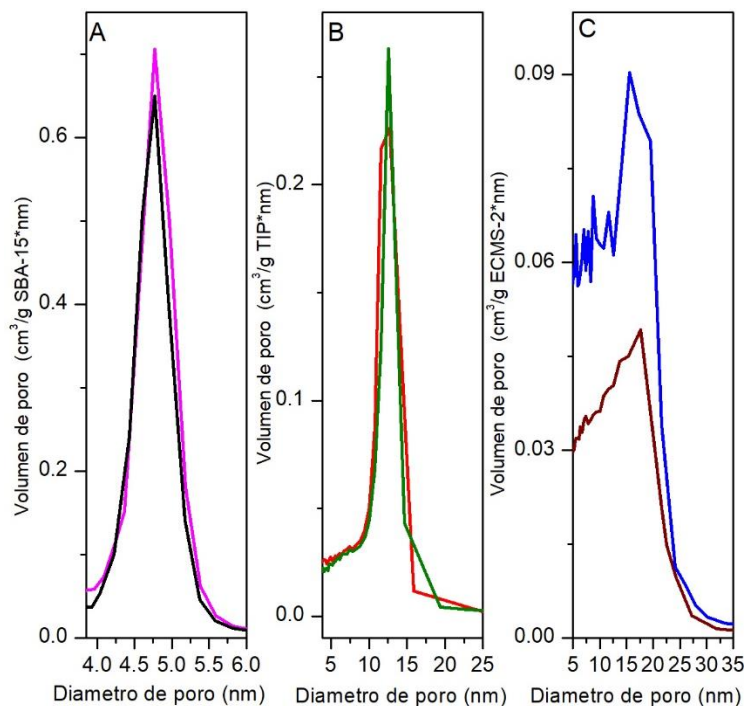 A
B
C
Volumen de poro (cm³/g SBA-15*nm)
0.6
0.4
0.2
0.0
4.0 4.5 5.0 5.5 6.0
Diametro de poro (nm)
Volumen de poro (cm³/g TIP*nm)
0.2
0.1
0.0
5 10 15 20 25
Diametro de poro (nm)
Volumen de poro (cm³/g ECMS-2*nm)
0.09
0.06
0.03
0.00
5 10 15 20 25 30 35
Diametro de poro (nm)